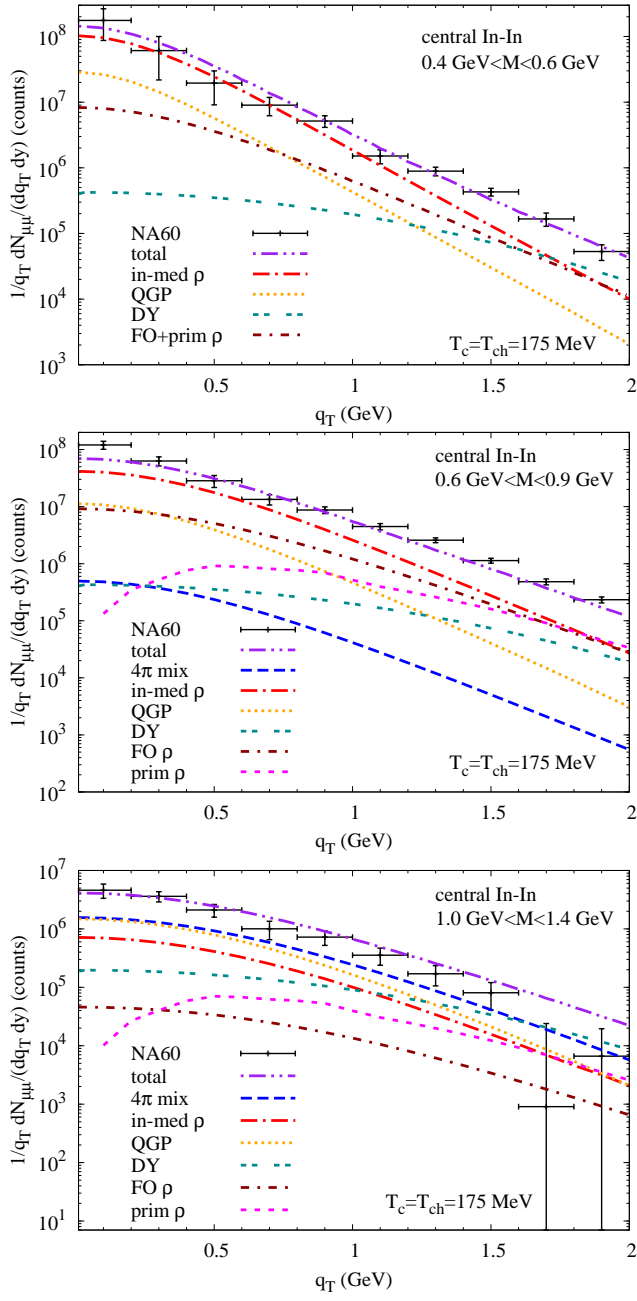 central In-In
0.4 GeV<M<0.6 GeV
1/q_T dN_μμ/(dq_T dy) (counts)
10^8
10^7
10^6
10^5
10^4
10^3
NA60
total
in-med ρ
QGP
DY
FO+prim ρ
T_c=T_ch=175 MeV
0.5 1 1.5 2
q_T (GeV)
central In-In
0.6 GeV<M<0.9 GeV
1/q_T dN_μμ/(dq_T dy) (counts)
10^8
10^7
10^6
10^5
10^4
10^3
10^2
NA60
total
4π mix
in-med ρ
QGP
DY
FO ρ
prim ρ
T_c=T_ch=175 MeV
0.5 1 1.5 2
q_T (GeV)
central In-In
1.0 GeV<M<1.4 GeV
1/q_T dN_μμ/(dq_T dy) (counts)
10^7
10^6
10^5
10^4
10^3
10^2
10^1
NA60
total
4π mix
in-med ρ
QGP
DY
FO ρ
prim ρ
T_c=T_ch=175 MeV
0.5 1 1.5 2
q_T (GeV)